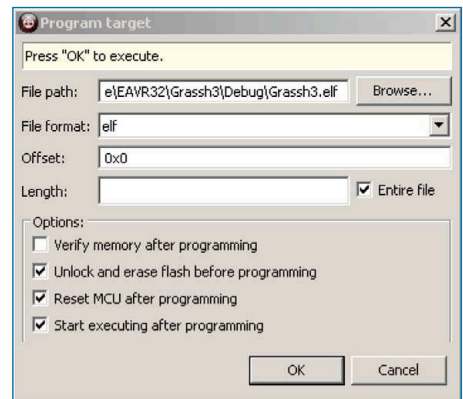 Program target
Press "OK" to execute.
File path: e\EAVR32\Grassh3\Debug\Grassh3.elf Browse...
File format: elf
Offset: 0x0
Length: Entire file
Options:
Verify memory after programming
Unlock and erase flash before programming
Reset MCU after programming
Start executing after programming
OK Cancel